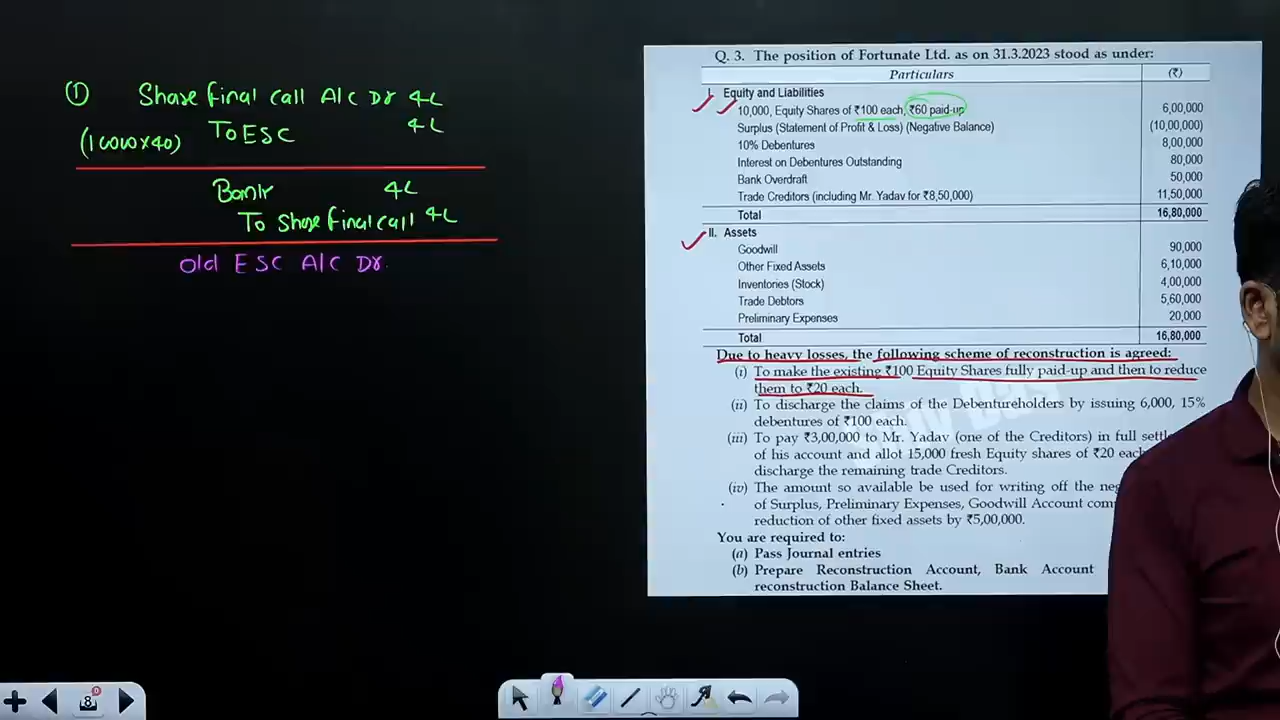 ① Share final call A/C Dr 4L
(10000x40) To ESC 4L
Bank 4L
To Share final call 4L
Old ESC A/C Dr.
Q. 3. The position of Fortunate Ltd. as on 31.3.2023 stood as under:
Particulars (₹)
I. Equity and Liabilities
10,000, Equity Shares of ₹100 each, ₹60 paid-up 6,00,000
Surplus (Statement of Profit & Loss) (Negative Balance) (10,00,000)
10% Debentures 8,00,000
Interest on Debentures Outstanding 80,000
Bank Overdraft 50,000
Trade Creditors (including Mr. Yadav for ₹8,50,000) 11,50,000
Total 16,80,000
II. Assets
Goodwill 90,000
Other Fixed Assets 6,10,000
Inventories (Stock) 4,00,000
Trade Debtors 5,60,000
Preliminary Expenses 20,000
Total 16,80,000
Due to heavy losses, the following scheme of reconstruction is agreed:
(i) To make the existing ₹100 Equity Shares fully paid-up and then to reduce
them to ₹20 each.
(ii) To discharge the claims of the Debentureholders by issuing 6,000, 15%
debentures of ₹100 each.
(iii) To pay ₹3,00,000 to Mr. Yadav (one of the Creditors) in full
of his account and allot 15,000 fresh Equity shares of ₹20
discharge the remaining trade Creditors.
(iv) The amount so available be used for writing off the
of Surplus, Preliminary Expenses, Goodwill Account
reduction of other fixed assets by ₹5,00,000.
You are required to:
(a) Pass Journal entries
(b) Prepare Reconstruction Account, Bank Account
reconstruction Balance Sheet.
8